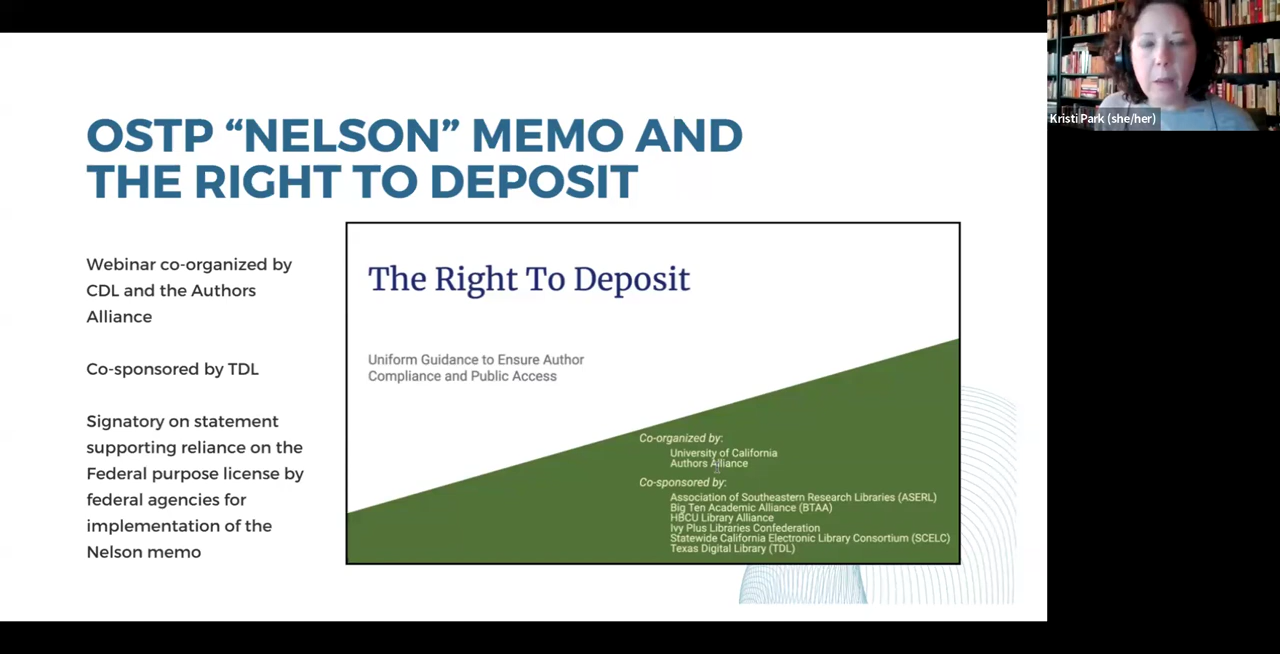 OSTP “NELSON” MEMO AND
THE RIGHT TO DEPOSIT
Webinar co-organized by
CDL and the Authors
Alliance
Co-sponsored by TDL
Signatory on statement
supporting reliance on the
Federal purpose license by
federal agencies for
implementation of the
Nelson memo
The Right To Deposit
Uniform Guidance to Ensure Author
Compliance and Public Access
Co-organized by:
University of California
Authors Alliance
Co-sponsored by:
Association of Southeastern Research Libraries (ASERL)
Big Ten Academic Alliance (BTAA)
HBCU Library Alliance
Ivy Plus Libraries Confederation
Statewide California Electronic Library Consortium (SCELC)
Texas Digital Library (TDL)
Kristi Park (she/her)